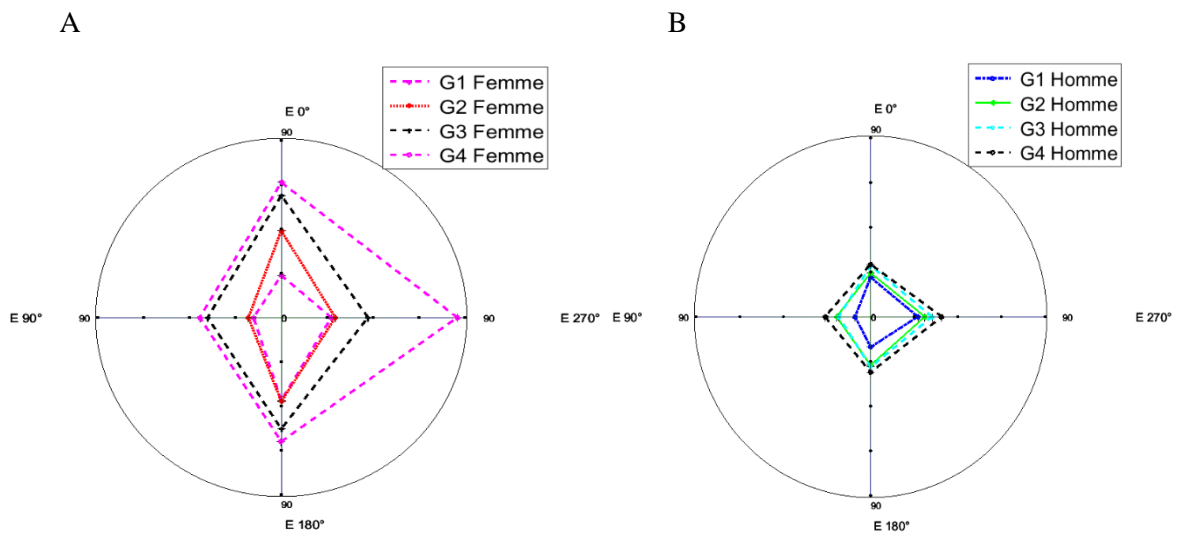 A
B
G1 Femme
G2 Femme
G3 Femme
G4 Femme
G1 Homme
G2 Homme
G3 Homme
G4 Homme
E 0°
90
E 90°
90
0
90
E 270°
90
E 180°
E 0°
90
E 90°
90
0
90
E 270°
90
E 180°